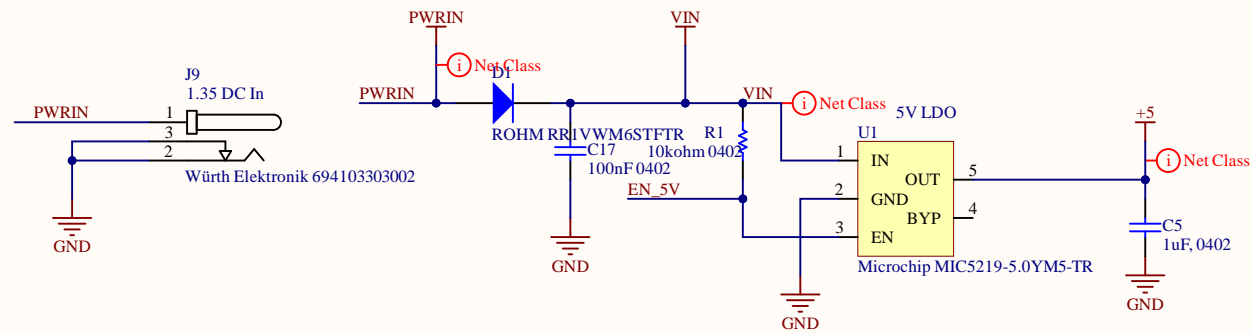 J9
1.35 DC In
PWRIN
1
3
2
Würth Elektronik 694103303002
GND
PWRIN
i Net Class
PWRIN
D1
ROHM RR1VWM6STFTR
C17
100nF 0402
GND
VIN
VIN
i Net Class
R1
10kohm 0402
EN_5V
5V LDO
U1
1 IN
OUT 5
2 GND
BYP 4
3 EN
Microchip MIC5219-5.0YM5-TR
GND
+5
i Net Class
C5
1uF, 0402
GND